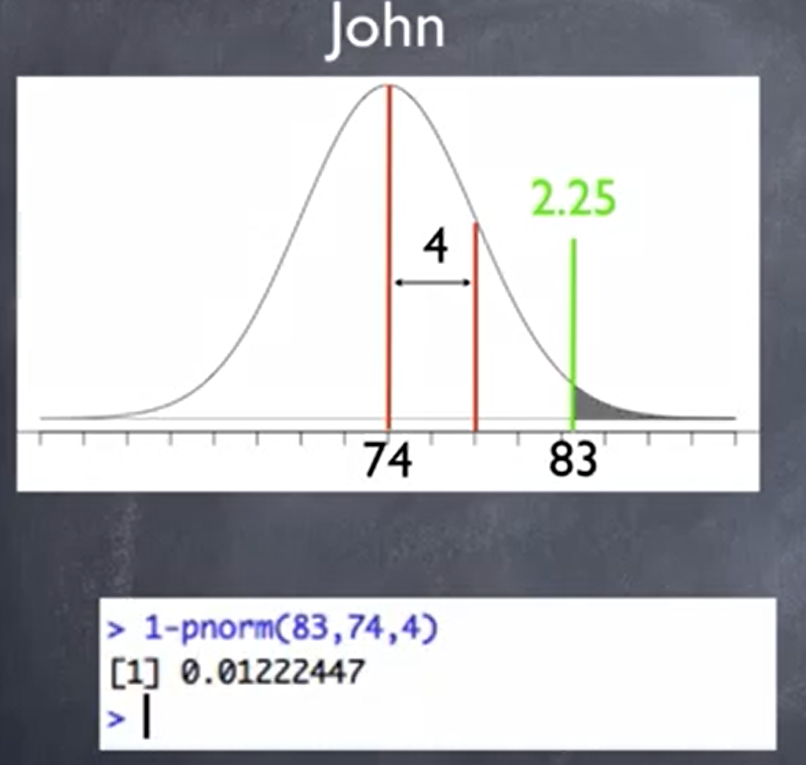 John
2.25
4
74 83
> 1-pnorm(83,74,4)
[1] 0.01222447
>